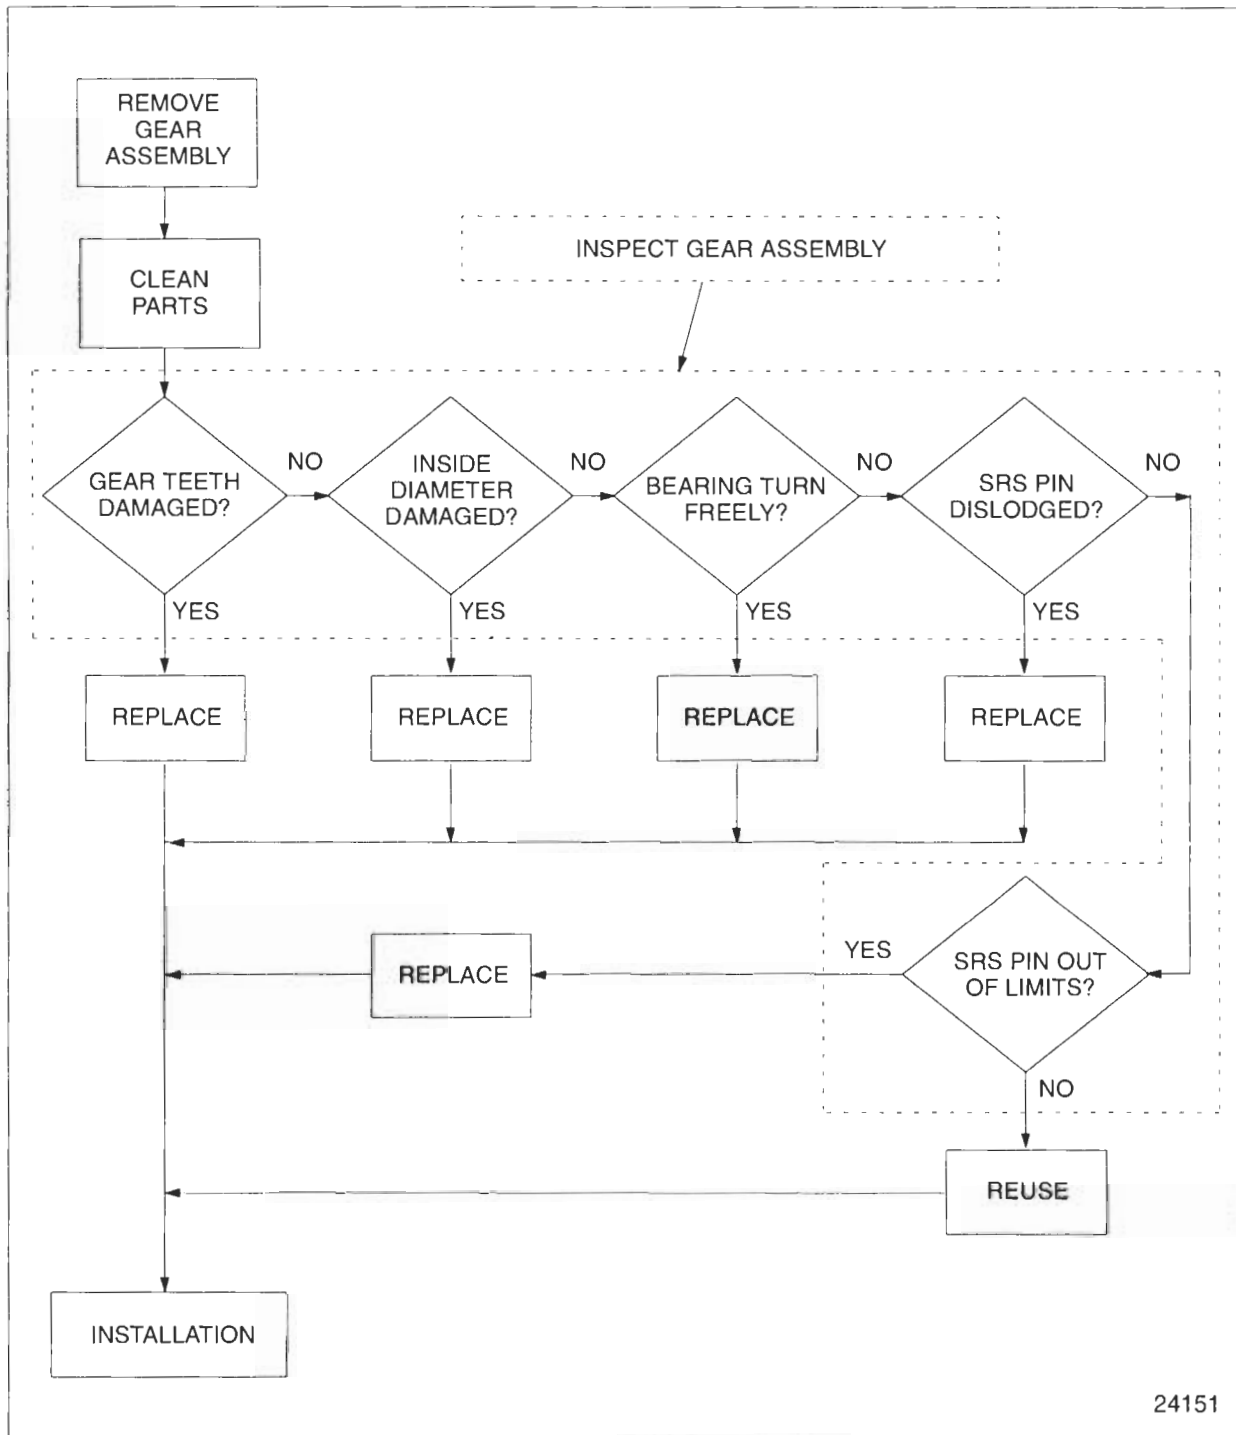 REMOVE
GEAR
ASSEMBLY
CLEAN
PARTS
INSPECT GEAR ASSEMBLY
GEAR TEETH
DAMAGED?
NO
INSIDE
DIAMETER
DAMAGED?
NO
BEARING TURN
FREELY?
NO
SRS PIN
DISLODGED?
NO
YES
YES
YES
YES
REPLACE
REPLACE
REPLACE
REPLACE
SRS PIN OUT
OF LIMITS?
YES
REPLACE
NO
REUSE
INSTALLATION
24151